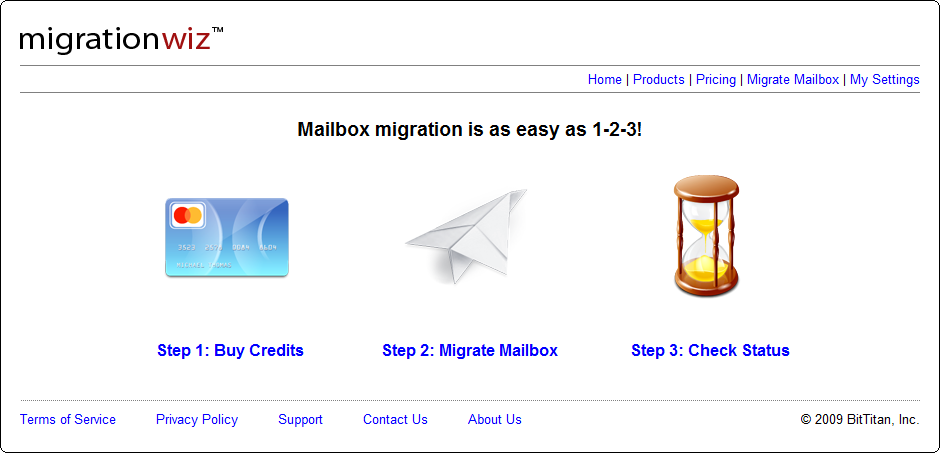 migrationwiz™
Home | Products | Pricing | Migrate Mailbox | My Settings
Mailbox migration is as easy as 1-2-3!
Step 1: Buy Credits
Step 2: Migrate Mailbox
Step 3: Check Status
Terms of Service
Privacy Policy
Support
Contact Us
About Us
© 2009 BitTitan, Inc.